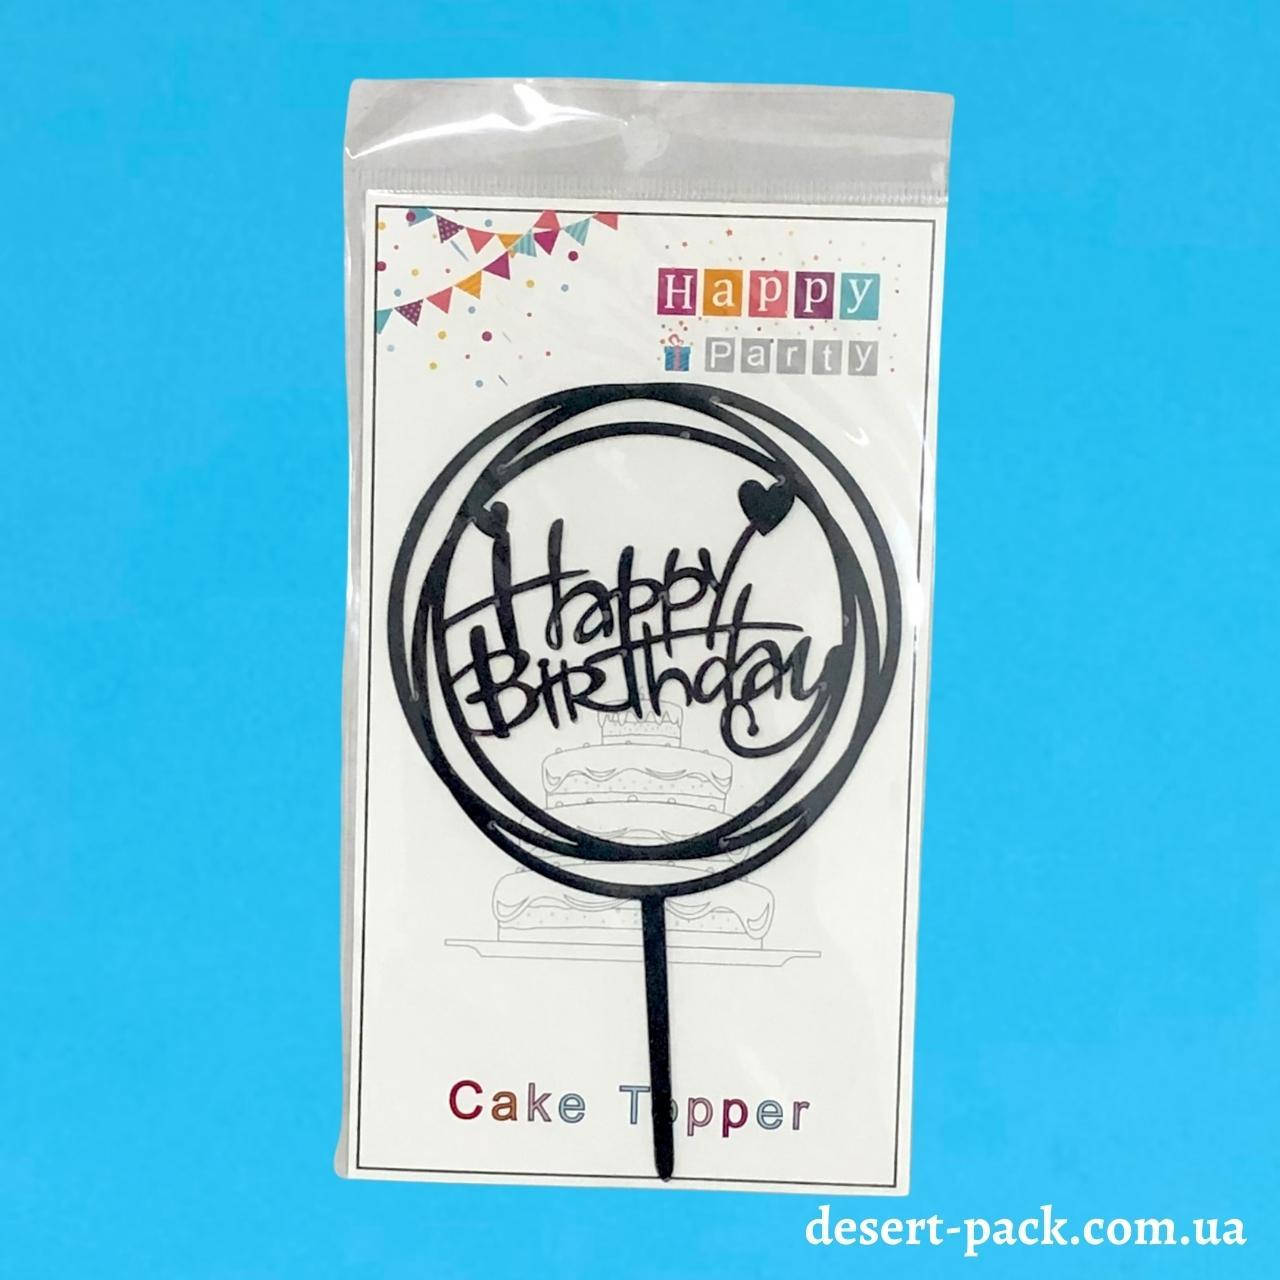 Happy
Party
Happy
Birthday
Cake Topper
desert-pack.com.ua